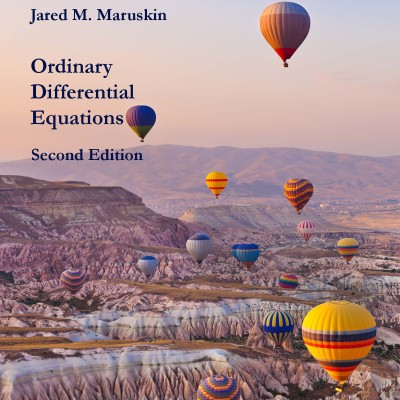 Jared M. Maruskin
Ordinary
Differential
Equations
Second Edition